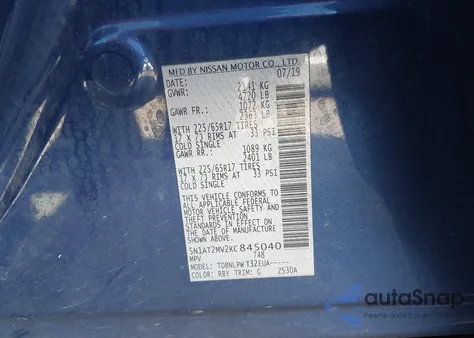 MFD BY NISSAN MOTOR CO., LTD.
07/19
DATE:
GVWR: 2141 KG
4720 LB
GAWR FR.: 1072 KG
2363 LB
WITH 225/65R17 TIRES
17 X 7J RIMS AT 33 PSI
COLD SINGLE
GAWR RR.: 1089 KG
2401 LB
WITH 225/65R17 TIRES
17 X 7J RIMS AT 33 PSI
COLD SINGLE
THIS VEHICLE CONFORMS TO
ALL APPLICABLE FEDERAL
MOTOR VEHICLE SAFETY AND
THEFT PREVENTION
STANDARDS IN EFFECT ON
THE DATE OF MANUFACTURE
SHOWN ABOVE.
5N1AT2MV2KC845040
MPV 748
MODEL: TDBNLPW T32EUA-----
COLOR: RBY TRIM: G ZS30A
autoSnap
Pewne auto z